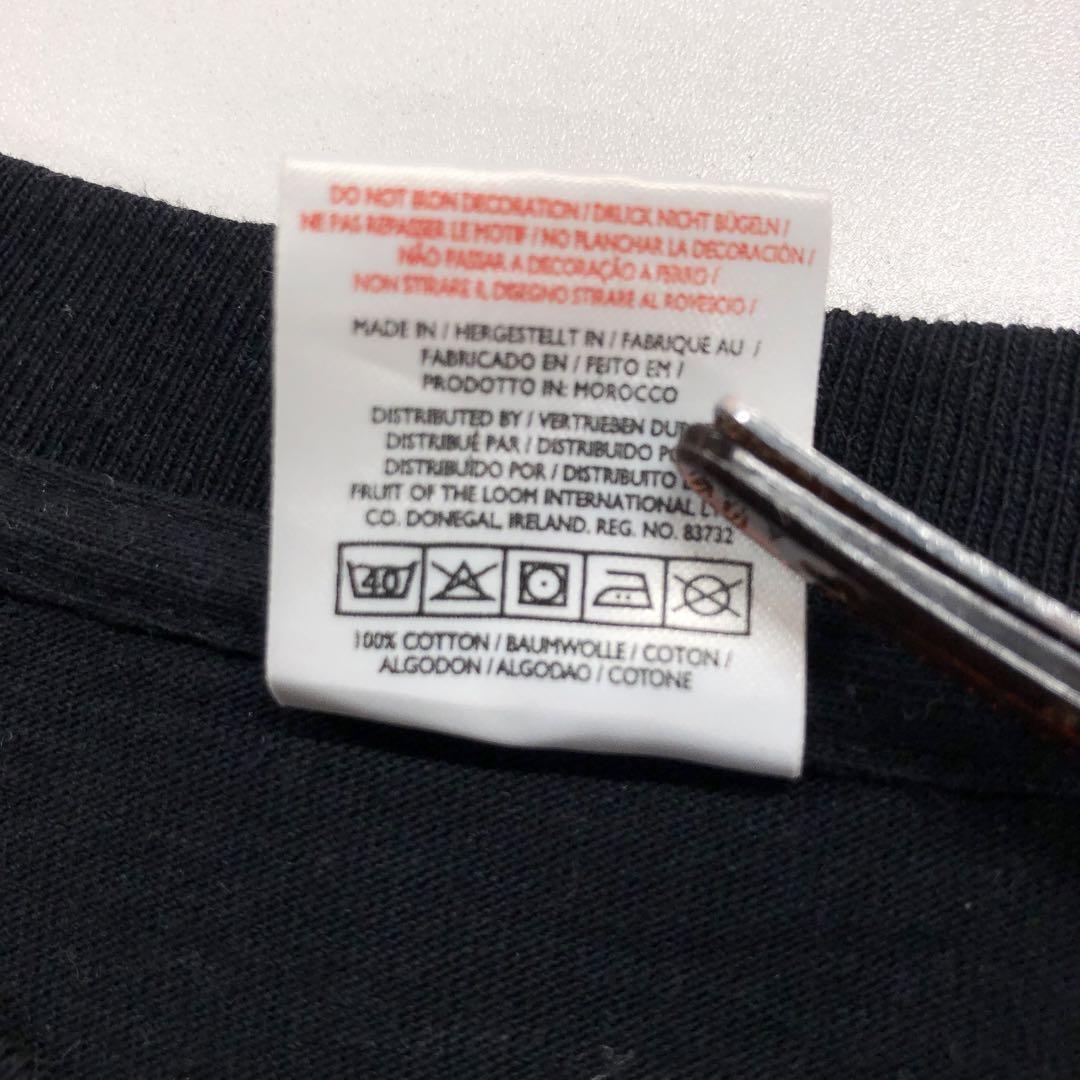 DO NOT IRON DECORATION / DRUCK NICHT BÜGELN /
NE PAS REPASSER LE MOTIF / NO PLANCHAR LA DECORACIÓN /
NÃO PASSAR A DECORAÇÃO A FERRO /
NON STIRARE IL DISEGNO STIRARE AL ROVESCIO /
MADE IN / HERGESTELLT IN / FABRIQUE AU /
FABRICADO EN / FEITO EM /
PRODOTTO IN: MOROCCO
DISTRIBUTED BY / VERTRIEBEN
DISTRIBUÉ PAR / DISTRIBUIDO
DISTRIBUÍDO POR / DISTRIBUITO
FRUIT OF THE LOOM INTERNATIONAL
CO. DONEGAL, IRELAND. REG. NO. 83732
40
100% COTTON / BAUMWOLLE / COTON /
ALGODON / ALGODAO / COTONE